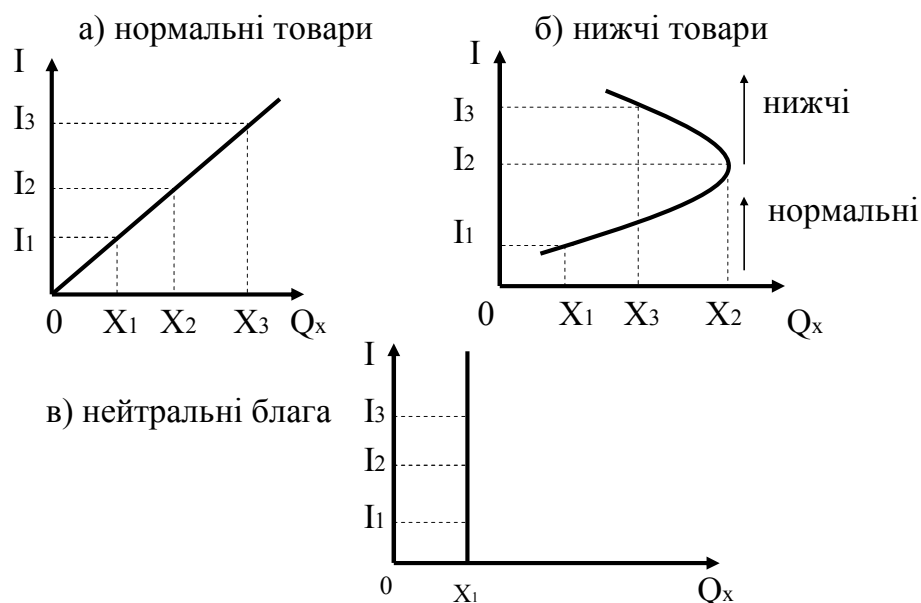 а) нормальні товари
I
I3
I2
I1
0 X1 X2 X3 Qx
б) нижчі товари
I
I3
I2
I1
нижчі
нормальні
0 X1 X3 X2 Qx
в) нейтральні блага
I
I3
I2
I1
0 X1 Qx